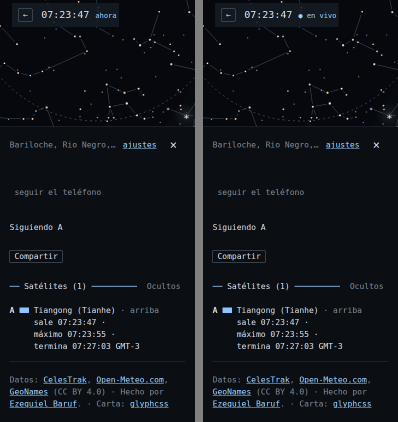 ← 07:23:47 ahora
Bariloche, Río Negro,… ajustes ×
seguir el teléfono
Siguiendo A
Compartir
Satélites (1) Ocultos
A Tiangong (Tianhe) · arriba
sale 07:23:47 ·
máximo 07:23:55 ·
termina 07:27:03 GMT-3
Datos: CelesTrak, Open-Meteo.com,
GeoNames (CC BY 4.0) · Hecho por
Ezequiel Baruf. · Carta: glyphcss
← 07:23:47 ● en vivo
Bariloche, Río Negro,… ajustes ×
seguir el teléfono
Siguiendo A
Compartir
Satélites (1) Ocultos
A Tiangong (Tianhe) · arriba
sale 07:23:47 ·
máximo 07:23:55 ·
termina 07:27:03 GMT-3
Datos: CelesTrak, Open-Meteo.com,
GeoNames (CC BY 4.0) · Hecho por
Ezequiel Baruf. · Carta: glyphcss